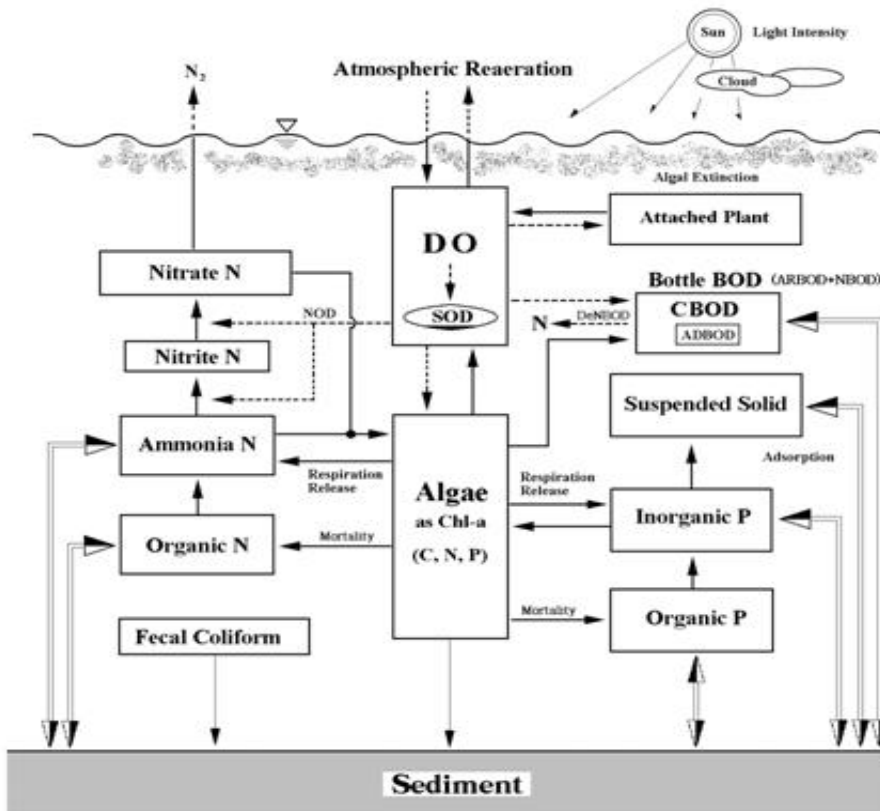 Sun
Light Intensity
N2
Atmospheric Reaeration
Cloud
Algal Extinction
Attached Plant
DO
Nitrate N
Bottle BOD (ARBOD+NBOD)
NOD
SOD
N
DeNBOD
CBOD
ADBOD
Nitrite N
Suspended Solid
Ammonia N
Adsorption
Respiration
Release
Algae
as Chl-a
(C, N, P)
Respiration
Release
Inorganic P
Organic N
Mortality
Mortality
Organic P
Fecal Coliform
Sediment